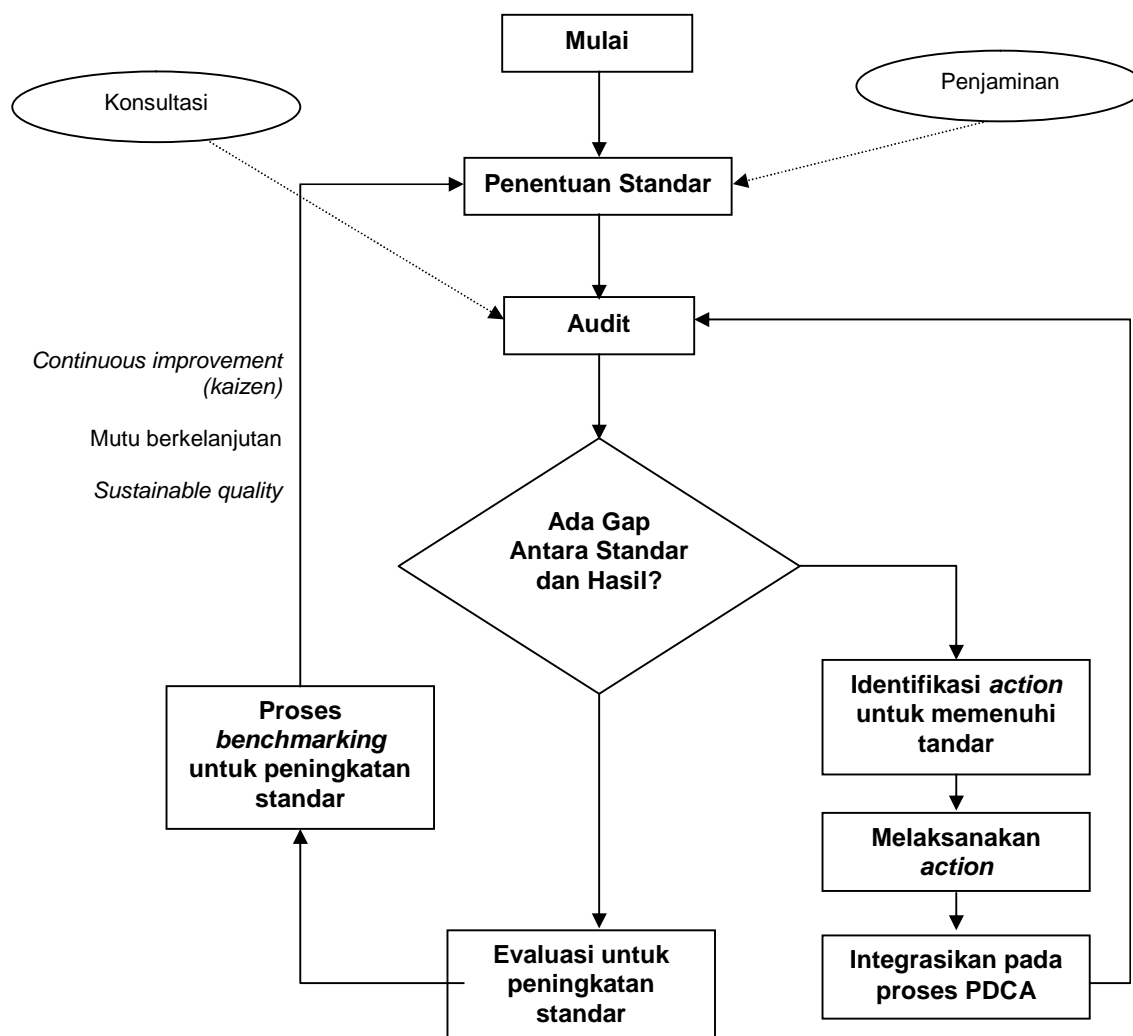 Mulai
Konsultasi
Penjaminan
Penentuan Standar
Audit
Continuous improvement
(kaizen)
Mutu berkelanjutan
Sustainable quality
Ada Gap
Antara Standar
dan Hasil?
Identifikasi action
untuk memenuhi
tandar
Proses
benchmarking
untuk peningkatan
standar
Melaksanakan
action
Evaluasi untuk
peningkatan
standar
Integrasikan pada
proses PDCA